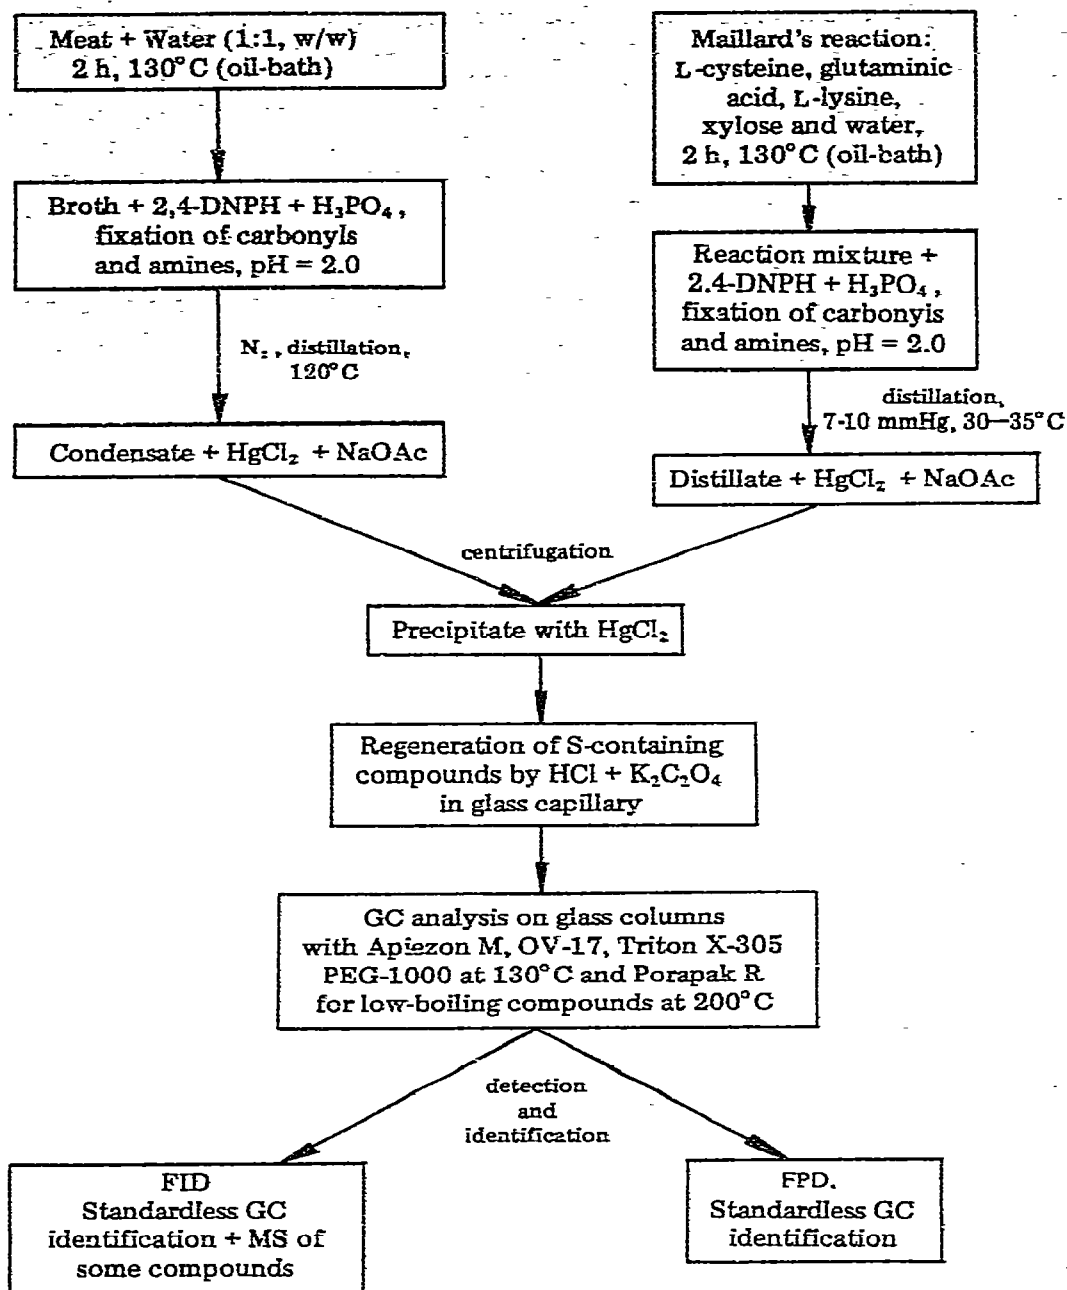 Meat + Water (1:1, w/w)
2 h, 130°C (oil-bath)
Broth + 2,4-DNPH + H₃PO₄,
fixation of carbonyls
and amines, pH = 2.0
N₂, distillation,
120°C
Condensate + HgCl₂ + NaOAc
Maillard's reaction:
L-cysteine, glutaminic
acid, L-lysine,
xylose and water,
2 h, 130°C (oil-bath)
Reaction mixture +
2.4-DNPH + H₃PO₄,
fixation of carbonyls
and amines, pH = 2.0
distillation,
7-10 mmHg, 30—35°C
Distillate + HgCl₂ + NaOAc
centrifugation
Precipitate with HgCl₂
Regeneration of S-containing
compounds by HCl + K₂C₂O₄
in glass capillary
GC analysis on glass columns
with Apiezon M, OV-17, Triton X-305
PEG-1000 at 130°C and Porapak R
for low-boiling compounds at 200°C
detection
and
identification
FID
Standardless GC
identification + MS of
some compounds
FPD.
Standardless GC
identification